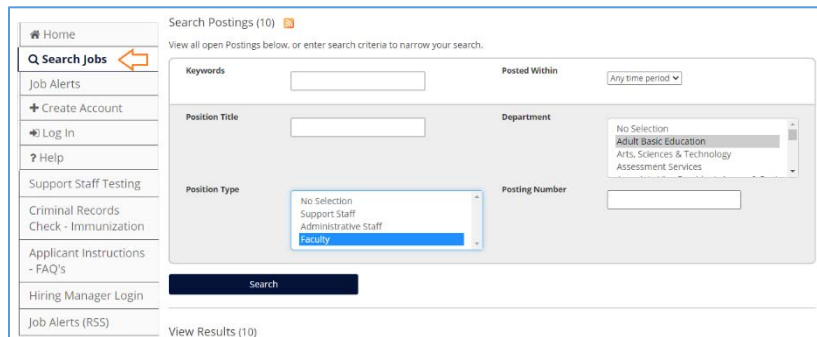 Home
Search Jobs
Job Alerts
Create Account
Log In
? Help
Support Staff Testing
Criminal Records
Check - Immunization
Applicant Instructions
- FAQ's
Hiring Manager Login
Job Alerts (RSS)
Search Postings (10)
View all open Postings below, or enter search criteria to narrow your search.
Keywords
Posted Within
Any time period
Position Title
Department
No Selection
Adult Basic Education
Arts, Sciences & Technology
Assessment Services
Position Type
No Selection
Support Staff
Administrative Staff
Faculty
Posting Number
Search
View Results (10)